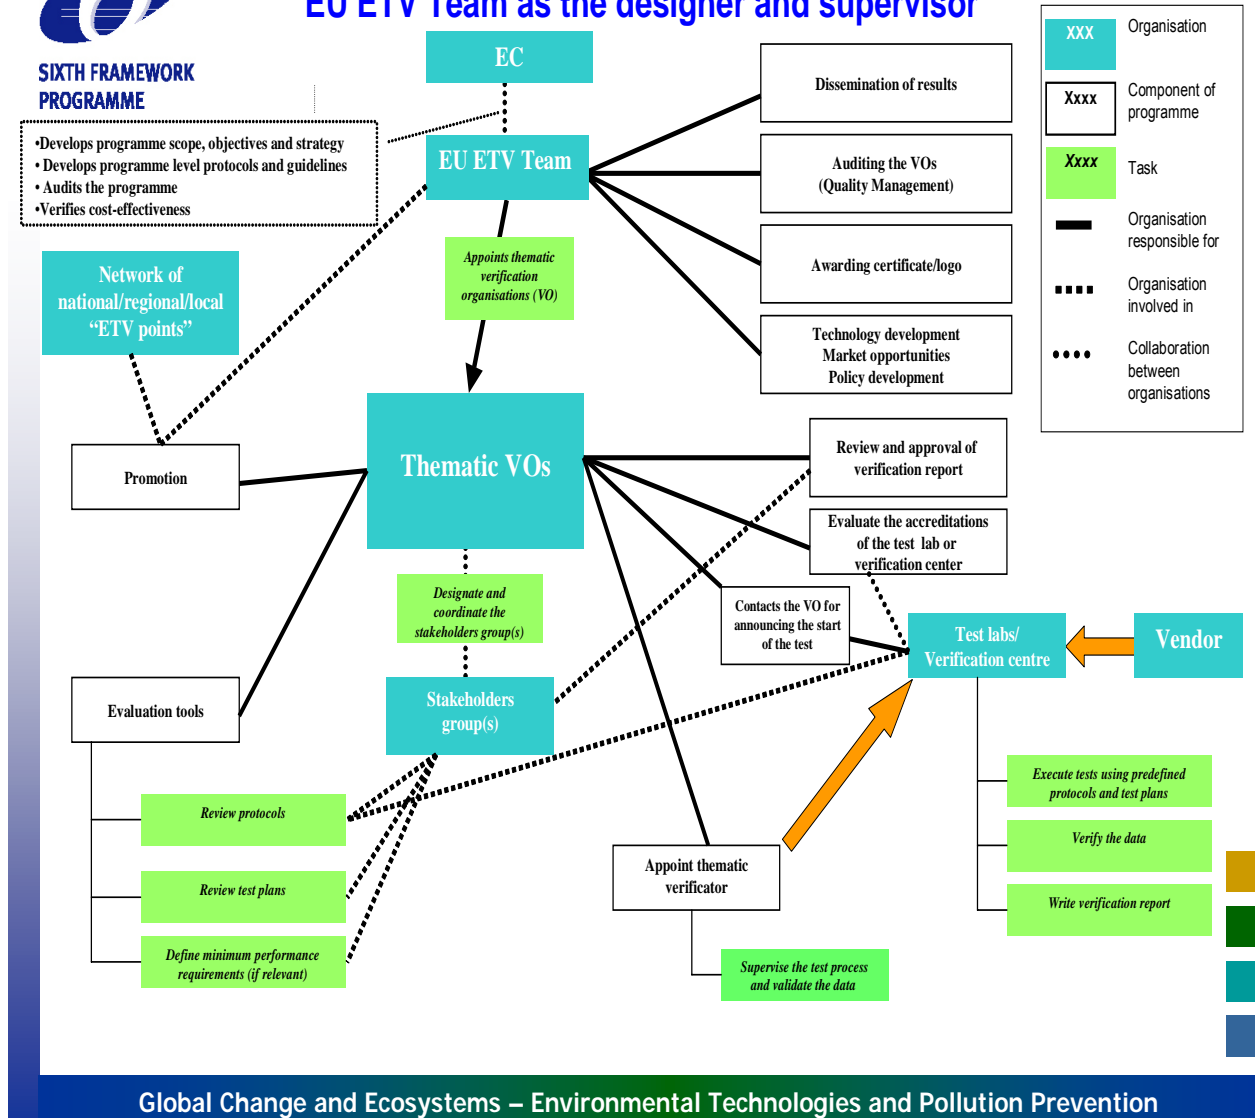 EU ETV Team as the designer and supervisor
SIXTH FRAMEWORK
PROGRAMME
•Develops programme scope, objectives and strategy
• Develops programme level protocols and guidelines
• Audits the programme
•Verifies cost-effectiveness
EC
EU ETV Team
Appoints thematic
verification
organisations (VO)
Dissemination of results
Auditing the VOs
(Quality Management)
Awarding certificate/logo
Technology development
Market opportunities
Policy development
XXX
Organisation
Xxxx
Component of
programme
Xxxx
Task
Organisation
responsible for
Organisation
involved in
Collaboration
between
organisations
Network of
national/regional/local
“ETV points”
Promotion
Thematic VOs
Review and approval of
verification report
Evaluate the accreditations
of the test lab or
verification center
Contacts the VO for
announcing the start
of the test
Test labs/
Verification centre
Vendor
Designate and
coordinate the
stakeholders group(s)
Stakeholders
group(s)
Evaluation tools
Review protocols
Review test plans
Define minimum performance
requirements (if relevant)
Appoint thematic
verificator
Supervise the test process
and validate the data
Execute tests using predefined
protocols and test plans
Verify the data
Write verification report
Global Change and Ecosystems – Environmental Technologies and Pollution Prevention